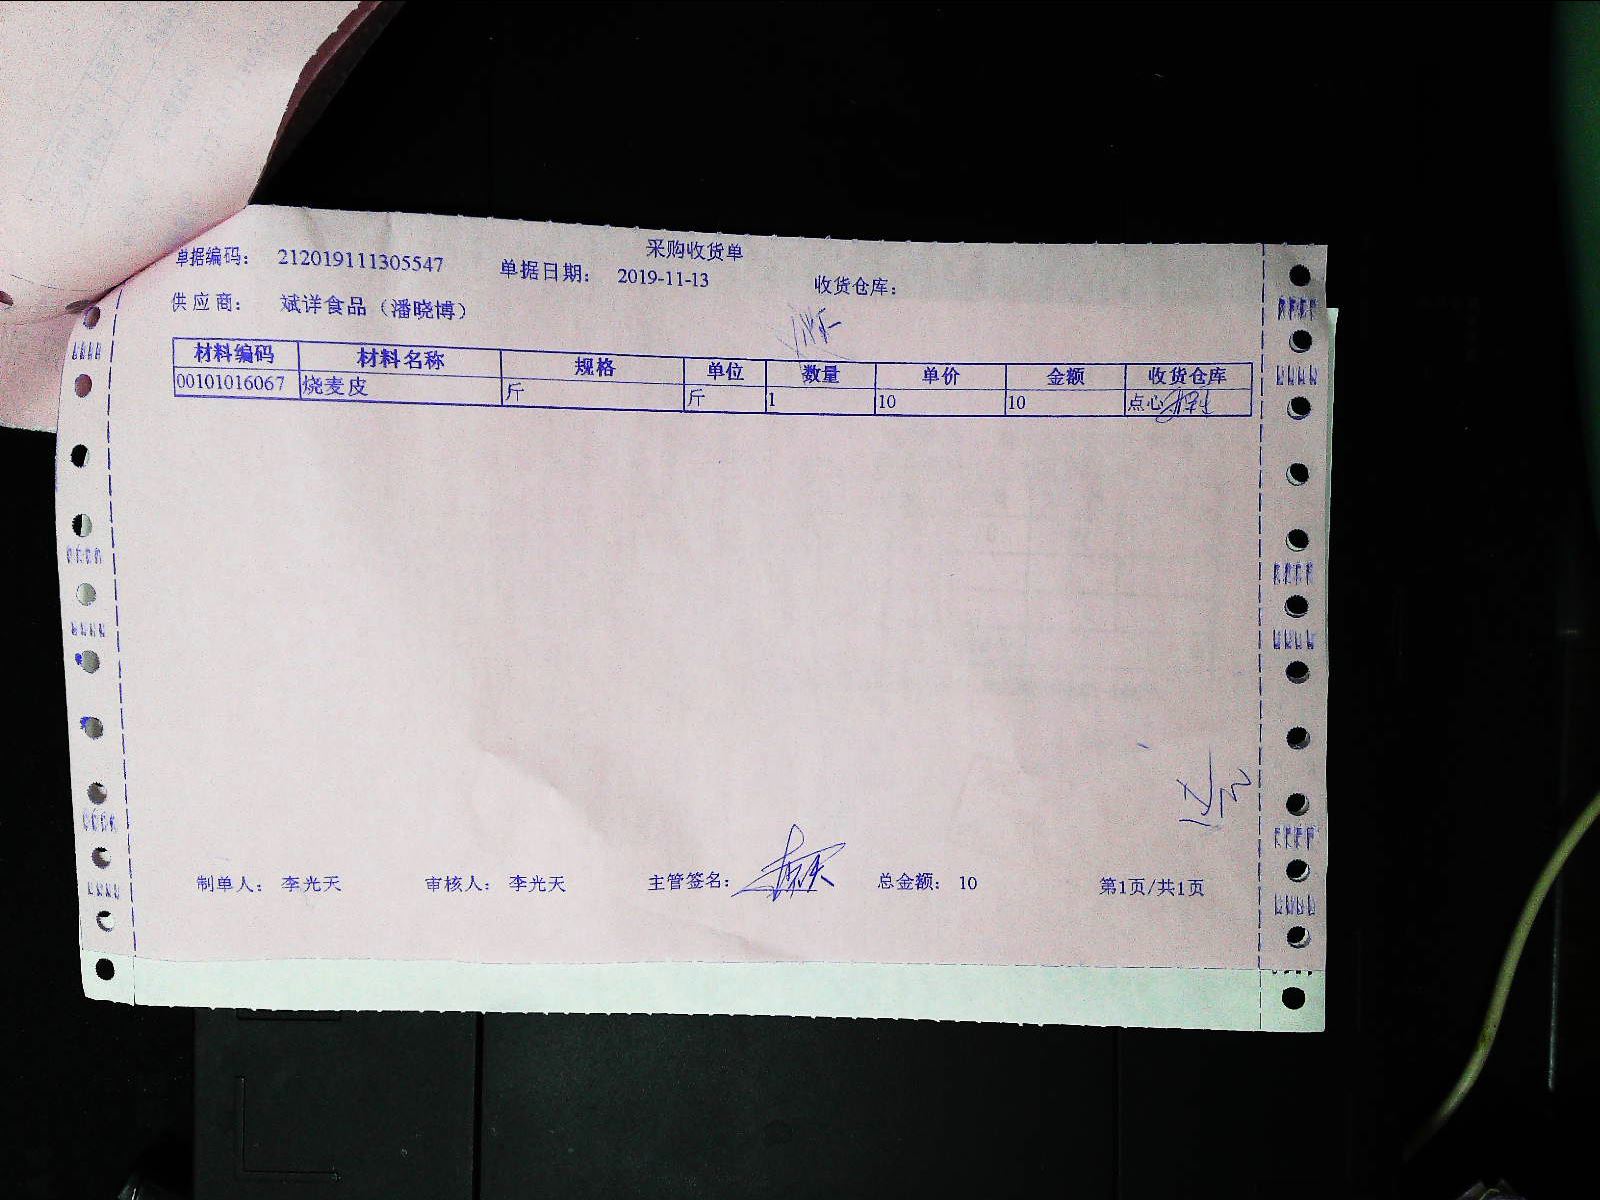 采购收货单
单据编码： 212019111305547 单据日期： 2019-11-13 收货仓库：
供应商： 斌详食品（潘晓博）
材料编码 材料名称 规格 单位 数量 单价 金额 收货仓库
00101016067 烧麦皮 斤 斤 1 10 10 点心
制单人： 李光天 审核人： 李光天 主管签名： 总金额： 10 第1页/共1页